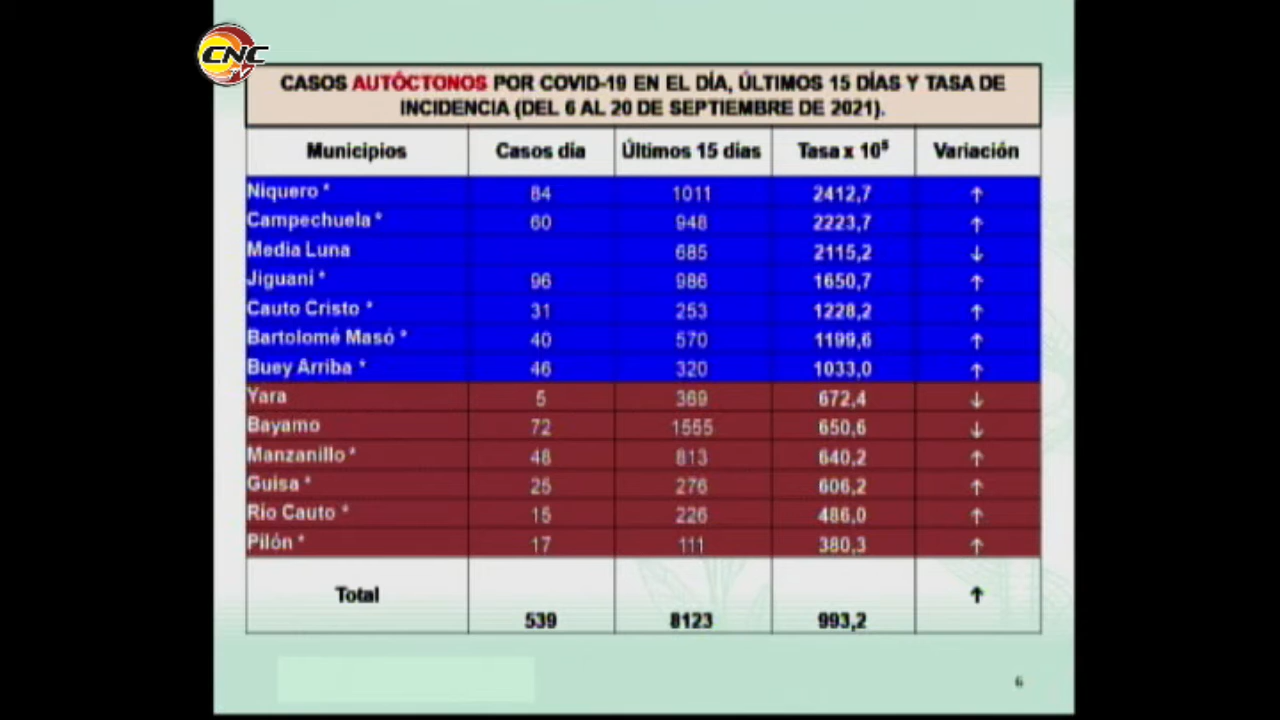 CNC
TV
CASOS AUTÓCTONOS POR COVID-19 EN EL DÍA, ÚLTIMOS 15 DÍAS Y TASA DE
INCIDENCIA (DEL 6 AL 20 DE SEPTIEMBRE DE 2021).
Municipios Casos día Últimos 15 días Tasa x 10⁵ Variación
Niquero * 84 1011 2412,7 ↑
Campechuela * 60 948 2223,7 ↑
Media Luna 685 2115,2 ↓
Jiguaní * 96 986 1650,7 ↑
Cauto Cristo * 31 253 1228,2 ↑
Bartolomé Masó * 40 570 1199,6 ↑
Buey Arriba * 46 320 1033,0 ↑
Yara 5 369 672,4 ↓
Bayamo 72 1555 650,6 ↓
Manzanillo * 48 813 640,2 ↑
Guisa * 25 276 606,2 ↑
Río Cauto * 15 226 486,0 ↑
Pilón * 17 111 380,3 ↑
Total 539 8123 993,2 ↑
6